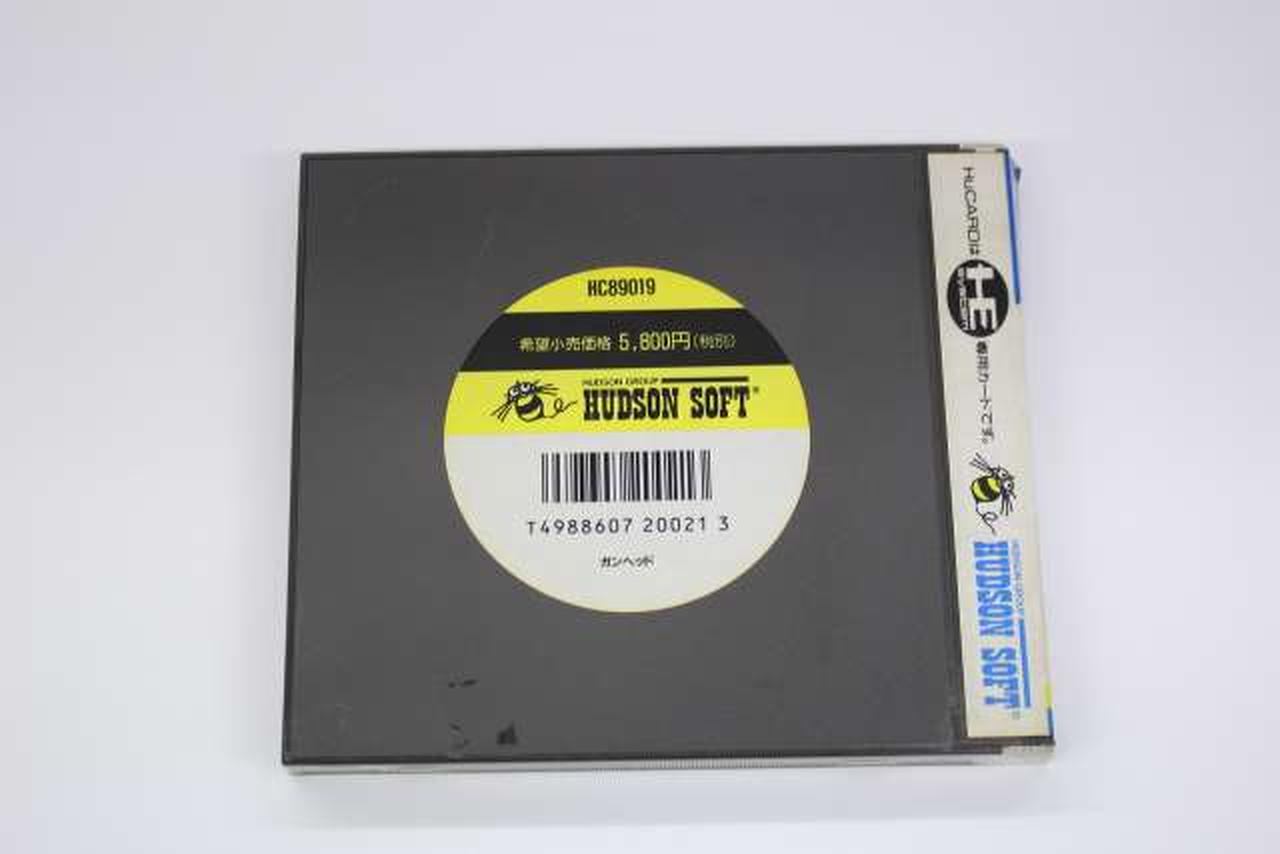 HC89019
希望小売価格 5,800円(税別)
HUDSON GROUP
HUDSON SOFT®
T4988607 20021 3
ガンヘッド
HuCARDは
HE
SYSTEM
専用カードです。
HUDSON GROUP
HUDSON SOFT®